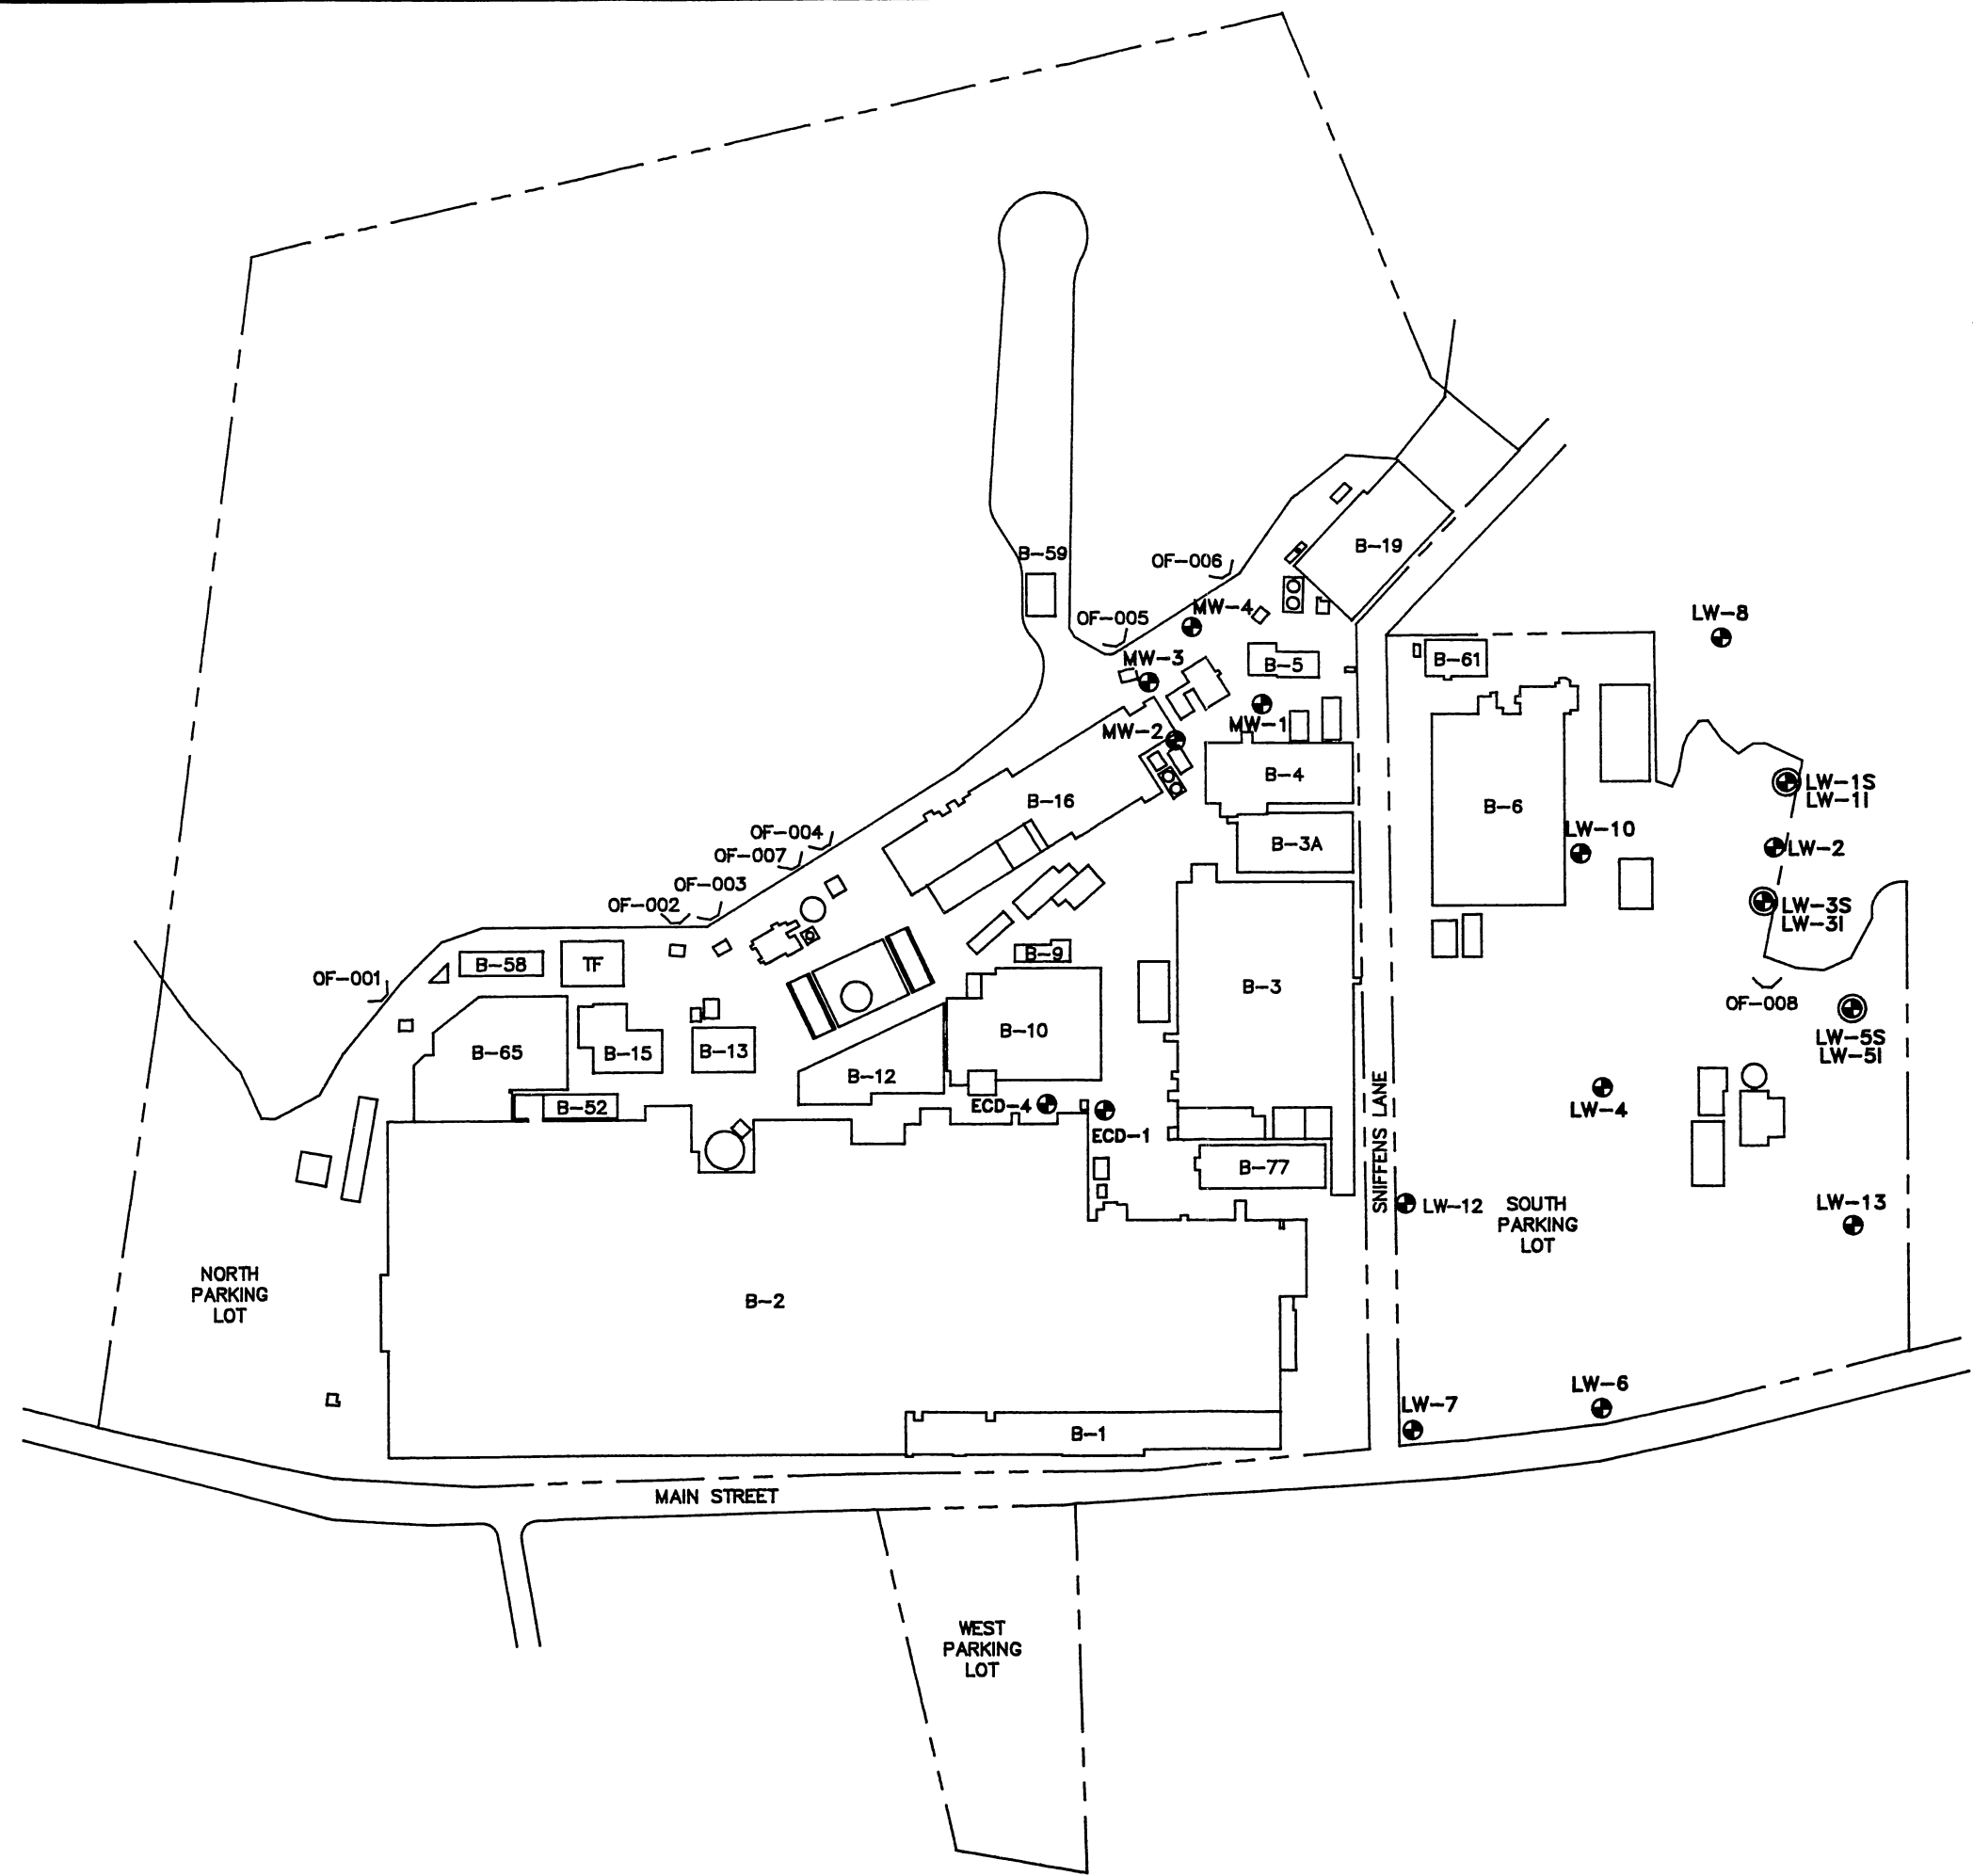 B-59
OF-006
B-19
OF-005
MW-4
LW-8
MW-3
B-5
B-61
MW-1
MW-2
B-4
LW-1S
LW-1I
B-16
B-6
OF-004
LW-10
B-3A
LW-2
OF-007
OF-003
OF-002
LW-3S
LW-3I
B-9
B-58
TF
OF-001
B-3
OF-008
B-10
LW-5S
LW-5I
B-65
B-15
B-13
B-12
B-52
ECD-4
ECD-1
LW-4
B-77
SNIFFENS LANE
LW-12
SOUTH
PARKING
LOT
LW-13
NORTH
PARKING
LOT
B-2
LW-6
LW-7
B-1
MAIN STREET
WEST
PARKING
LOT